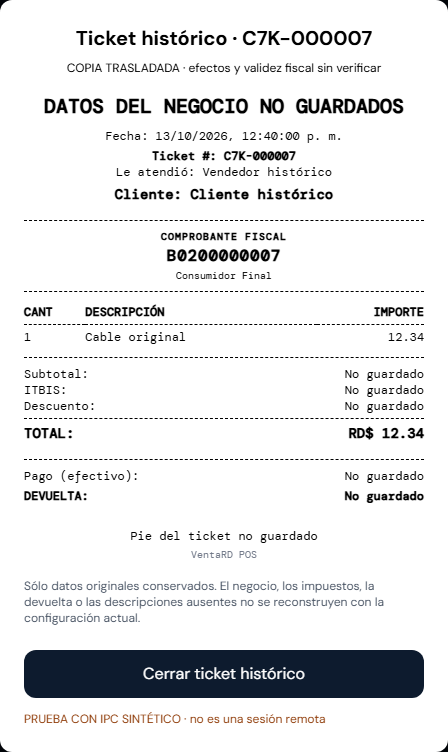 Ticket histórico · C7K-000007
COPIA TRASLADADA · efectos y validez fiscal sin verificar
DATOS DEL NEGOCIO NO GUARDADOS
Fecha: 13/10/2026, 12:40:00 p. m.
Ticket #: C7K-000007
Le atendió: Vendedor histórico
Cliente: Cliente histórico
COMPROBANTE FISCAL
B0200000007
Consumidor Final
CANT DESCRIPCIÓN IMPORTE
1 Cable original 12.34
Subtotal: No guardado
ITBIS: No guardado
Descuento: No guardado
TOTAL: RD$ 12.34
Pago (efectivo): No guardado
DEVUELTA: No guardado
Pie del ticket no guardado
VentaRD POS
Sólo datos originales conservados. El negocio, los impuestos, la
devuelta o las descripciones ausentes no se reconstruyen con la
configuración actual.
Cerrar ticket histórico
PRUEBA CON IPC SINTÉTICO · no es una sesión remota